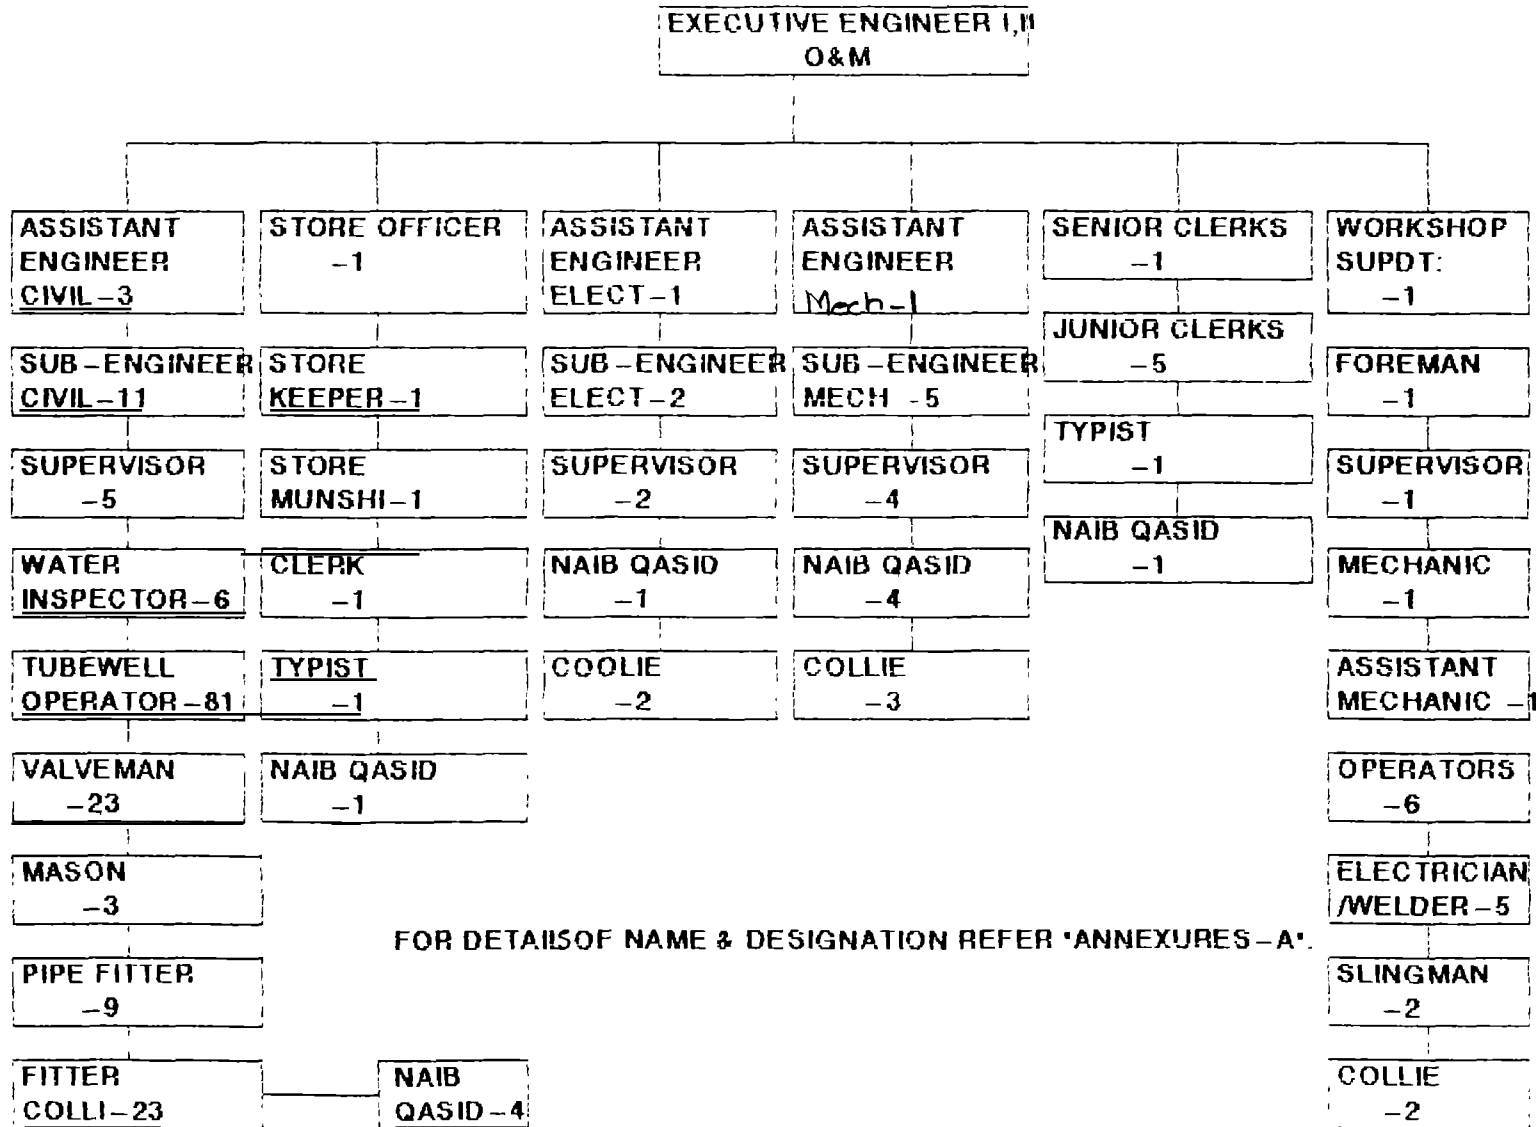 EXECUTIVE ENGINEER I,II
O&M
ASSISTANT
ENGINEER
CIVIL-3
SUB-ENGINEER
CIVIL-11
SUPERVISOR
-5
WATER
INSPECTOR-6
TUBEWELL
OPERATOR-81
VALVEMAN
-23
MASON
-3
PIPE FITTER
-9
FITTER
COLLI-23
NAIB
QASID-4
STORE OFFICER
-1
STORE
KEEPER-1
STORE
MUNSHI-1
CLERK
-1
TYPIST
-1
NAIB QASID
-1
ASSISTANT
ENGINEER
ELECT-1
SUB-ENGINEER
ELECT-2
SUPERVISOR
-2
NAIB QASID
-1
COOLIE
-2
ASSISTANT
ENGINEER
Mech-1
SUB-ENGINEER
MECH -5
SUPERVISOR
-4
NAIB QASID
-4
COLLIE
-3
SENIOR CLERKS
-1
JUNIOR CLERKS
-5
TYPIST
-1
NAIB QASID
-1
WORKSHOP
SUPDT:
-1
FOREMAN
-1
SUPERVISOR
-1
MECHANIC
-1
ASSISTANT
MECHANIC -1
OPERATORS
-6
ELECTRICIAN
/WELDER-5
SLINGMAN
-2
COLLIE
-2
FOR DETAILSOF NAME & DESIGNATION REFER "ANNEXURES-A".